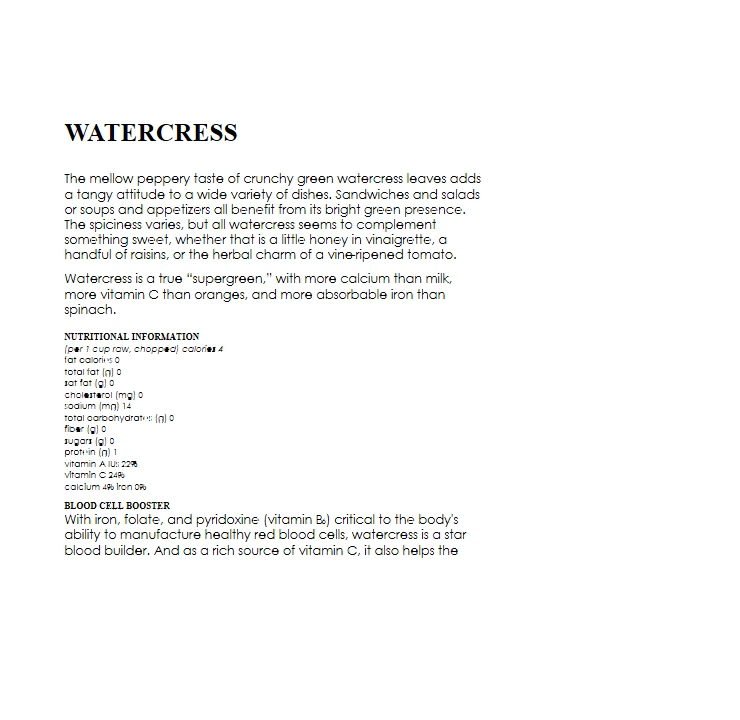 WATERCRESS
The mellow peppery taste of crunchy green watercress leaves adds
a tangy attitude to a wide variety of dishes. Sandwiches and salads
or soups and appetizers all benefit from its bright green presence.
The spiciness varies, but all watercress seems to complement
something sweet, whether that is a little honey in vinaigrette, a
handful of raisins, or the herbal charm of a vine-ripened tomato.
Watercress is a true “supergreen,” with more calcium than milk,
more vitamin C than oranges, and more absorbable iron than
spinach.
NUTRITIONAL INFORMATION
(per 1 cup raw, chopped) calories 4
fat calories 0
total fat (g) 0
sat fat (g) 0
cholesterol (mg) 0
sodium (mg) 14
total carbohydrates (g) 0
fiber (g) 0
sugars (g) 0
protein (g) 1
vitamin A IU: 22%
vitamin C 24%
calcium 4% iron 0%
BLOOD CELL BOOSTER
With iron, folate, and pyridoxine (vitamin B₆) critical to the body's
ability to manufacture healthy red blood cells, watercress is a star
blood builder. And as a rich source of vitamin C, it also helps the